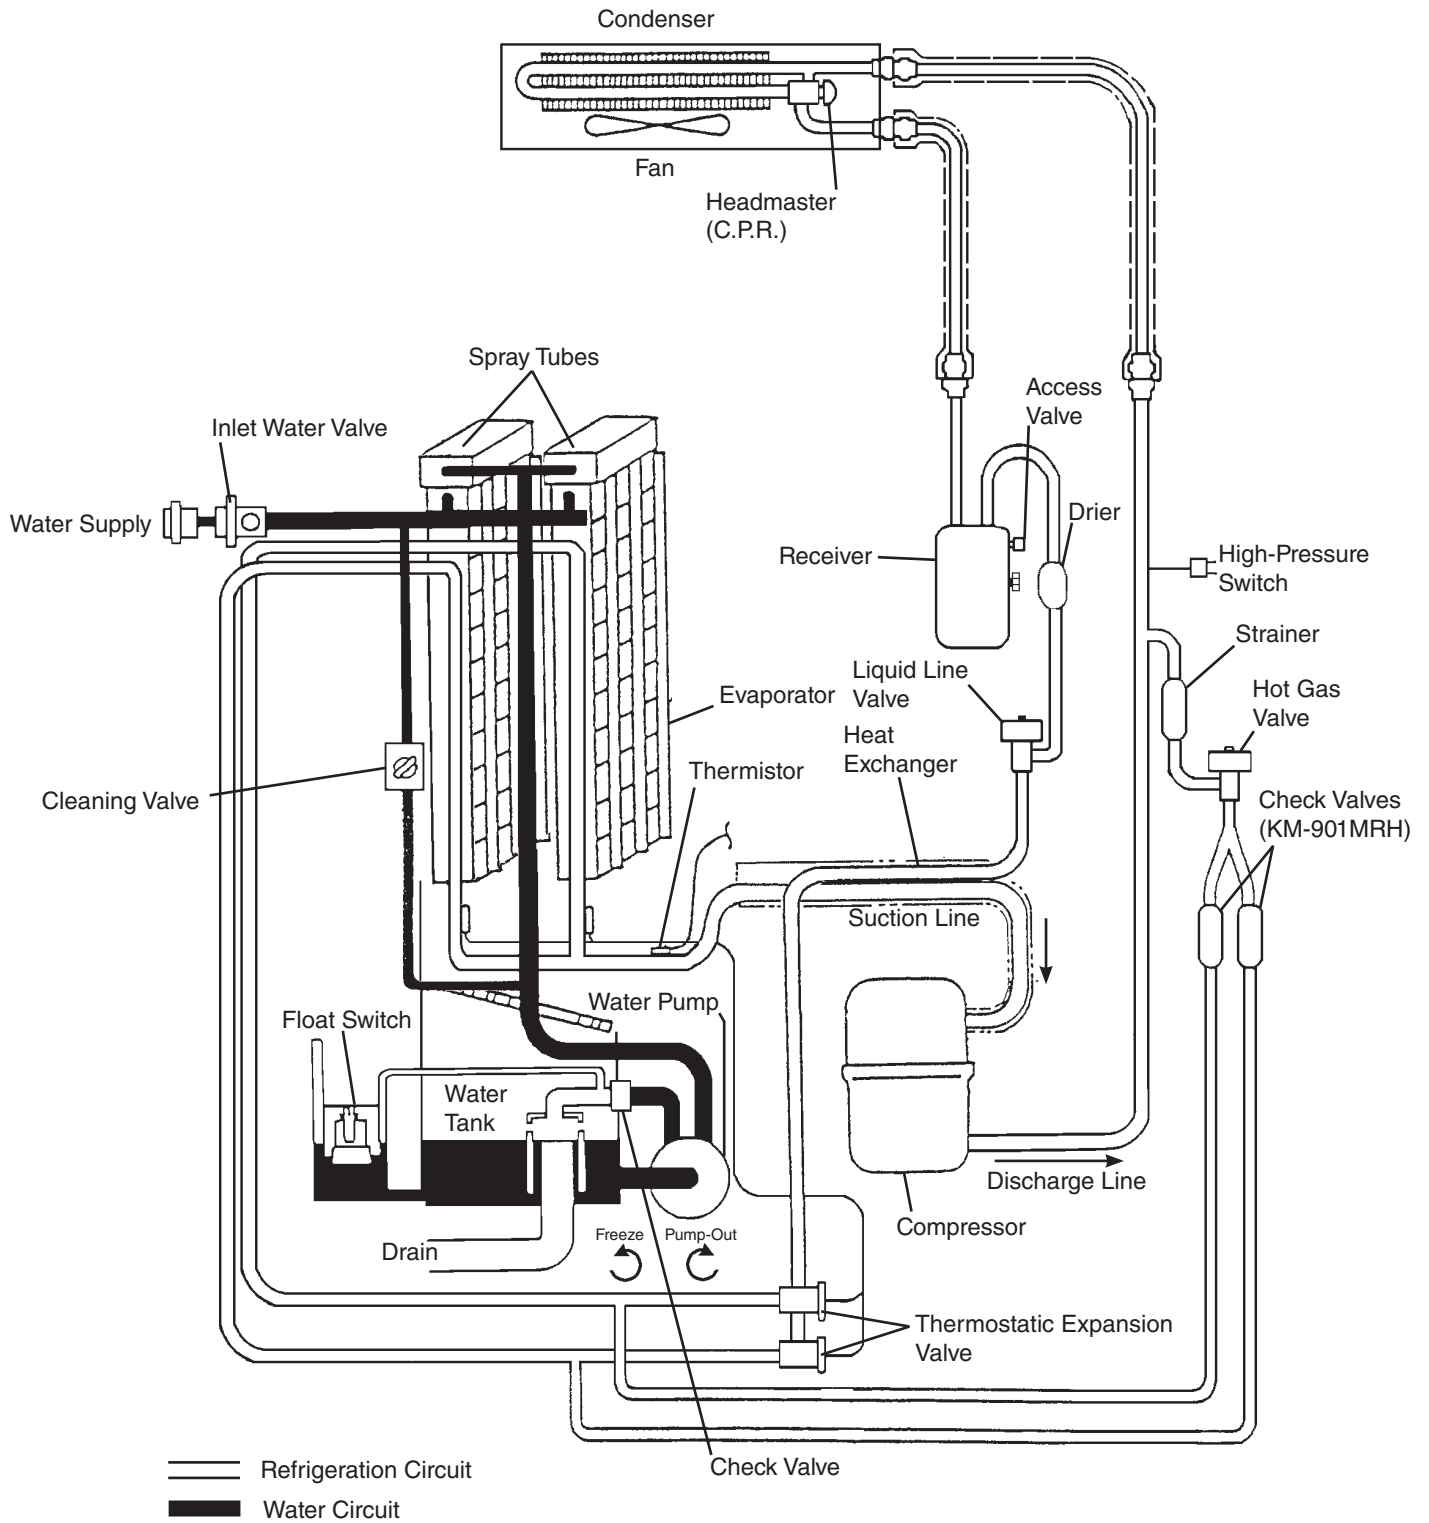 Condenser
Fan
Headmaster
(C.P.R.)
Spray Tubes
Access
Valve
Inlet Water Valve
Water Supply
Drier
Receiver
High-Pressure
Switch
Strainer
Liquid Line
Valve
Hot Gas
Valve
Evaporator
Heat
Exchanger
Thermistor
Cleaning Valve
Check Valves
(KM-901MRH)
Suction Line
Water Pump
Float Switch
Water
Tank
Discharge Line
Compressor
Freeze
Pump-Out
Drain
Thermostatic Expansion
Valve
Check Valve
Refrigeration Circuit
Water Circuit